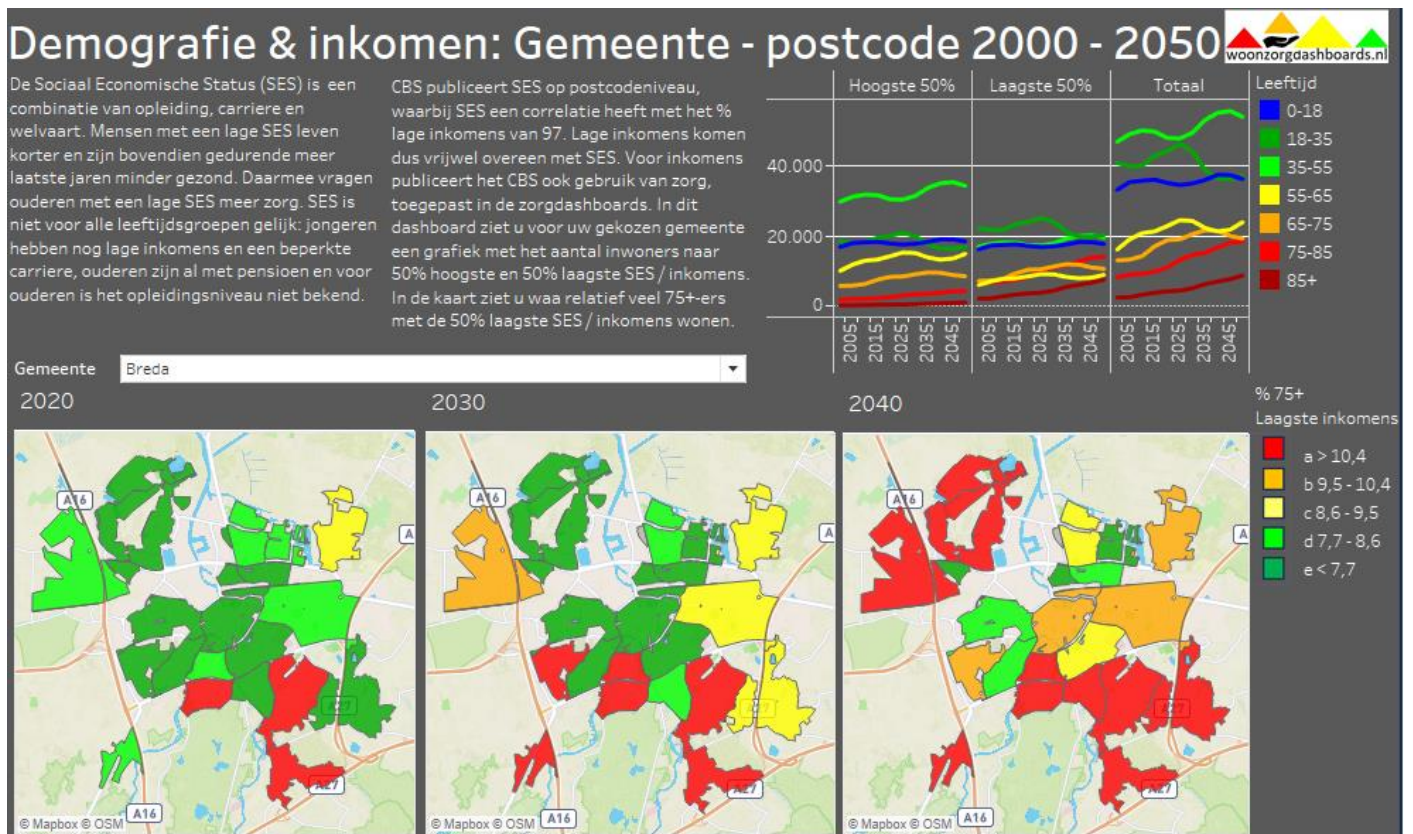 Demografie & inkomen: Gemeente - postcode 2000 - 2050
woonzorgdashboards.nl
De Sociaal Economische Status (SES) is een
combinatie van opleiding, carriere en
welvaart. Mensen met een lage SES leven
korter en zijn bovendien gedurende meer
laatste jaren minder gezond. Daarmee vragen
ouderen met een lage SES meer zorg. SES is
niet voor alle leeftijdsgroepen gelijk: jongeren
hebben nog lage inkomens en een beperkte
carriere, ouderen zijn al met pensioen en voor
ouderen is het opleidingsniveau niet bekend.
CBS publiceert SES op postcodeniveau,
waarbij SES een correlatie heeft met het %
lage inkomens van 97. Lage inkomens komen
dus vrijwel overeen met SES. Voor inkomens
publiceert het CBS ook gebruik van zorg,
toegepast in de zorgdashboards. In dit
dashboard ziet u voor uw gekozen gemeente
een grafiek met het aantal inwoners naar
50% hoogste en 50% laagste SES / inkomens.
In de kaart ziet u waa relatief veel 75+-ers
met de 50% laagste SES / inkomens wonen.
Hoogste 50% Laagste 50% Totaal
40.000
20.000
0
2005 2015 2025 2035 2045 2005 2015 2025 2035 2045 2005 2015 2025 2035 2045
Leeftijd
0-18
18-35
35-55
55-65
65-75
75-85
85+
Gemeente Breda
2020 2030 2040
A16 A16 A A16 A
A27 A27 A27
A27 A27 A27
A16 A16 A16
© Mapbox © OSM © Mapbox © OSM © Mapbox © OSM
% 75+
Laagste inkomens
a > 10,4
b 9,5 - 10,4
c 8,6 - 9,5
d 7,7 - 8,6
e < 7,7